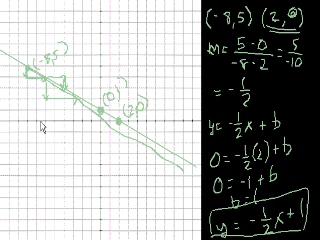 (-8,5) (2,0)
m = 5-0/-8-2 = 5/-10
= -1/2
y = -1/2x + b
0 = -1/2(2) + b
0 = -1 + b
b = 1
y = -1/2x + 1
(-8,5)
(0,1)
(2,0)